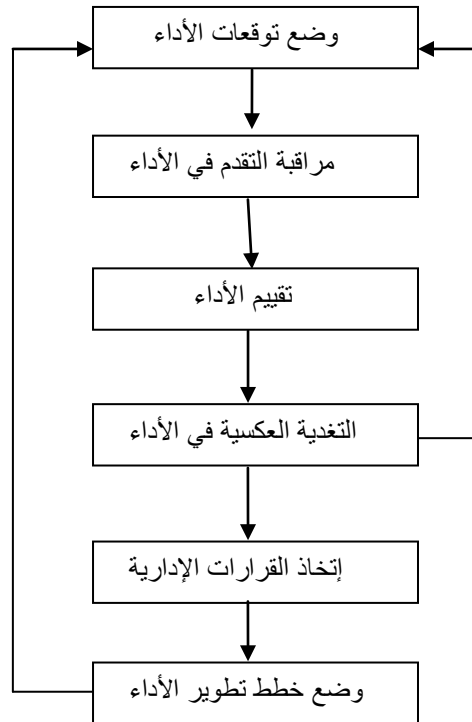 وضع توقعات الأداء
مراقبة التقدم في الأداء
تقييم الأداء
التغدية العكسية في الأداء
إتخاذ القرارات الإدارية
وضع خطط تطوير الأداء